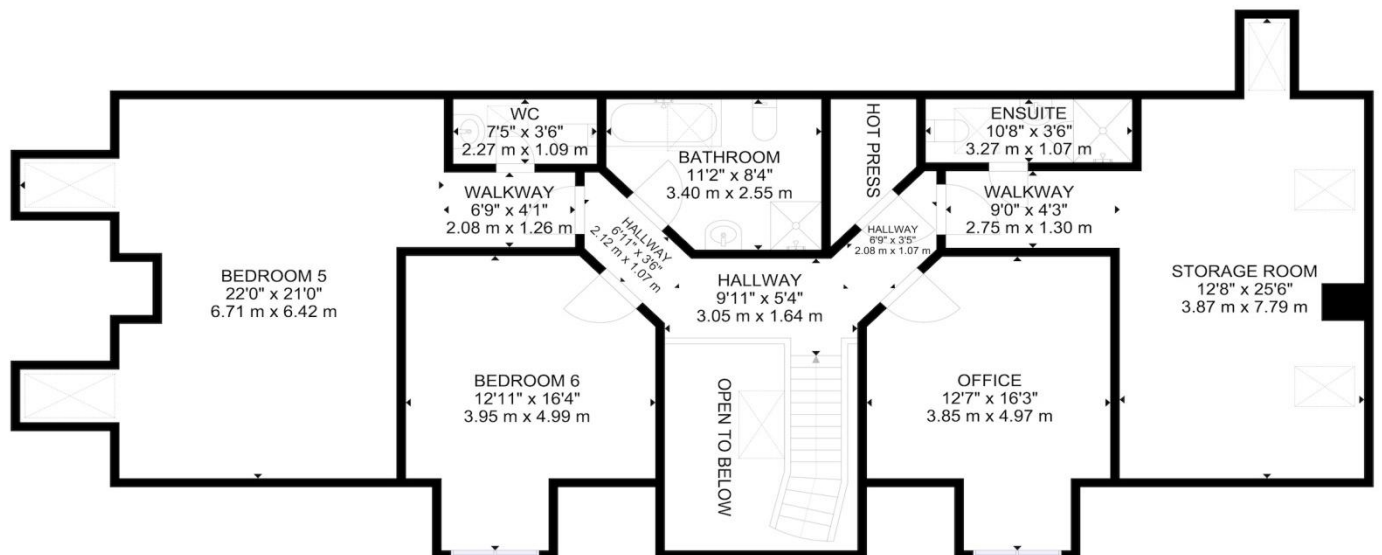 WC
7'5" x 3'6"
2.27 m x 1.09 m
BATHROOM
11'2" x 8'4"
3.40 m x 2.55 m
HOT PRESS
ENSUITE
10'8" x 3'6"
3.27 m x 1.07 m
WALKWAY
6'9" x 4'1"
2.08 m x 1.26 m
HALLWAY
6'11" x 3'6"
2.12 m x 1.07 m
HALLWAY
6'9" x 3'5"
2.08 m x 1.07 m
WALKWAY
9'0" x 4'3"
2.75 m x 1.30 m
BEDROOM 5
22'0" x 21'0"
6.71 m x 6.42 m
HALLWAY
9'11" x 5'4"
3.05 m x 1.64 m
STORAGE ROOM
12'8" x 25'6"
3.87 m x 7.79 m
BEDROOM 6
12'11" x 16'4"
3.95 m x 4.99 m
OPEN TO BELOW
OFFICE
12'7" x 16'3"
3.85 m x 4.97 m